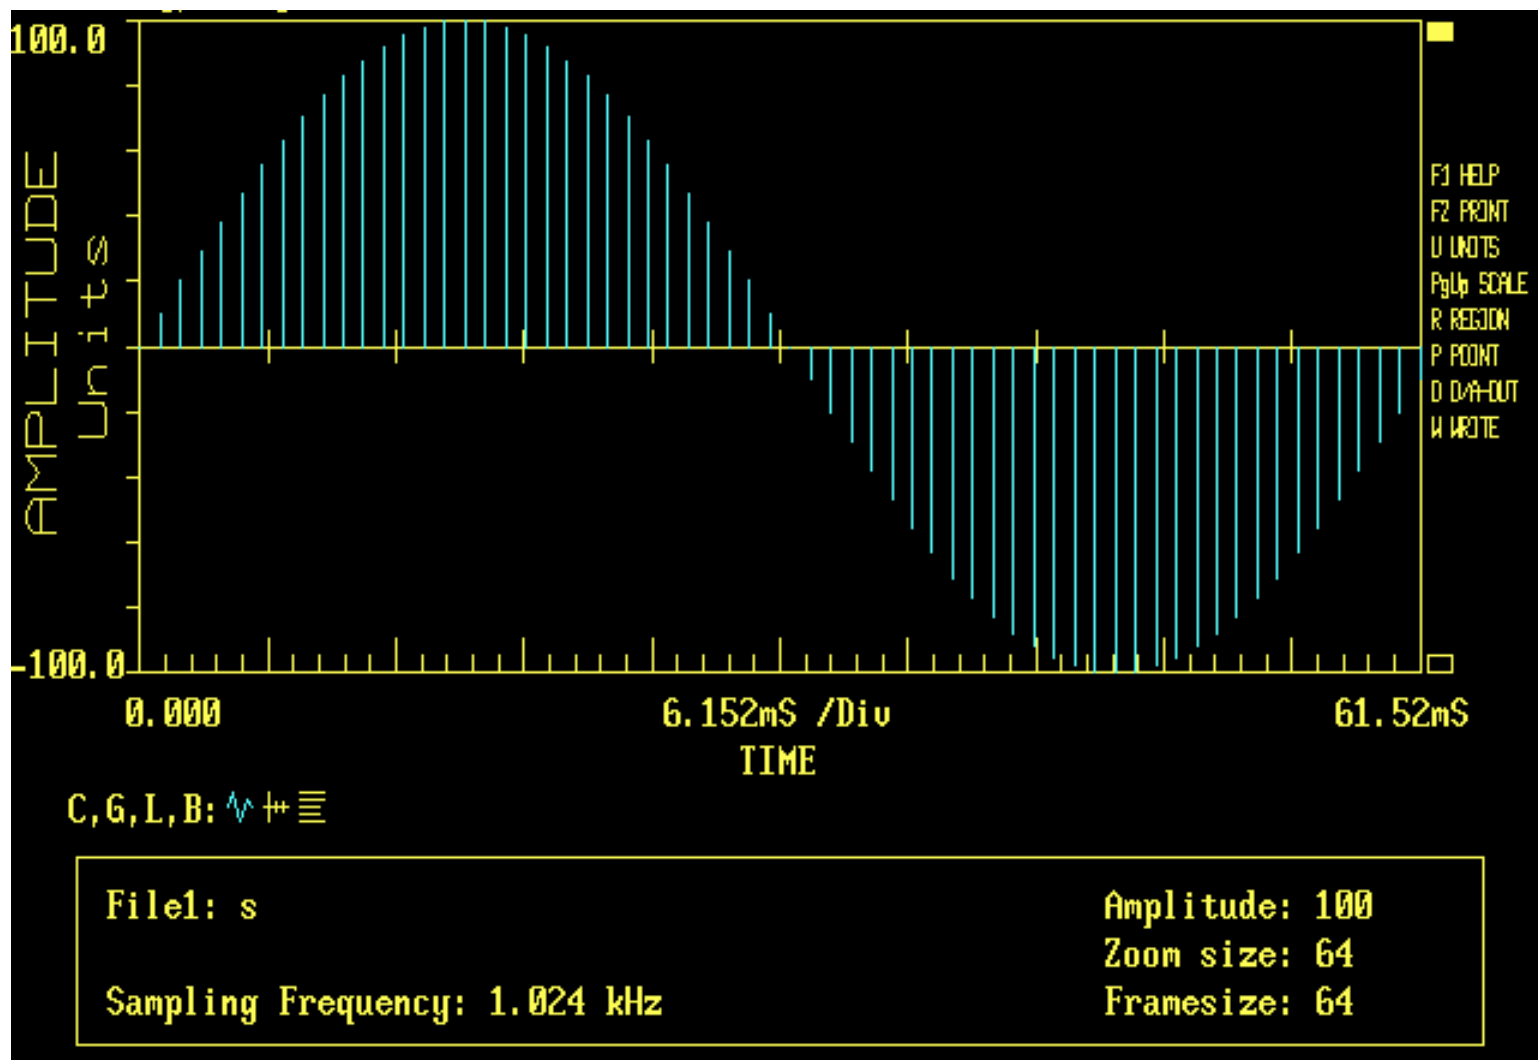 100.0
AMPLITUDE
Units
-100.0
0.000 6.152mS /Div 61.52mS
TIME
F1 HELP
F2 PRINT
U UNITS
PgUp SCALE
R REGION
P POINT
D D/A-OUT
W WRITE
C,G,L,B:
File1: s
Sampling Frequency: 1.024 kHz
Amplitude: 100
Zoom size: 64
Framesize: 64